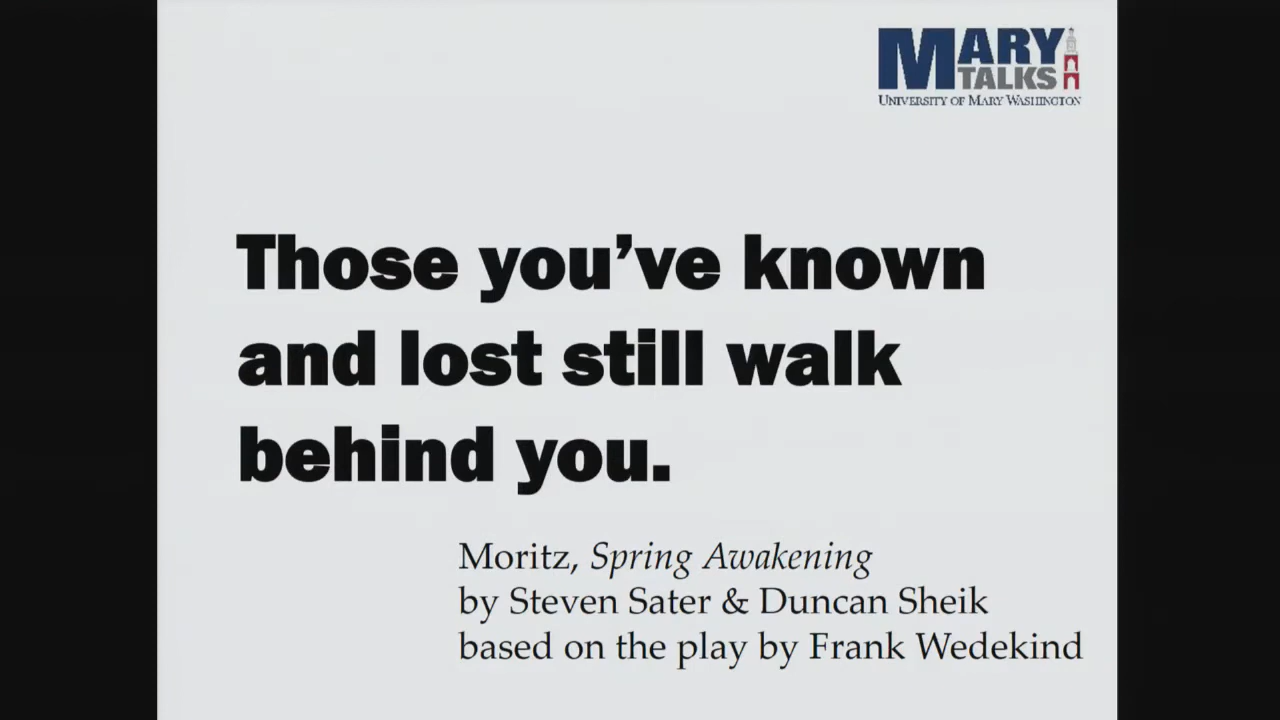 MARY
TALKS
UNIVERSITY OF MARY WASHINGTON
Those you’ve known
and lost still walk
behind you.
Moritz, Spring Awakening
by Steven Sater & Duncan Sheik
based on the play by Frank Wedekind